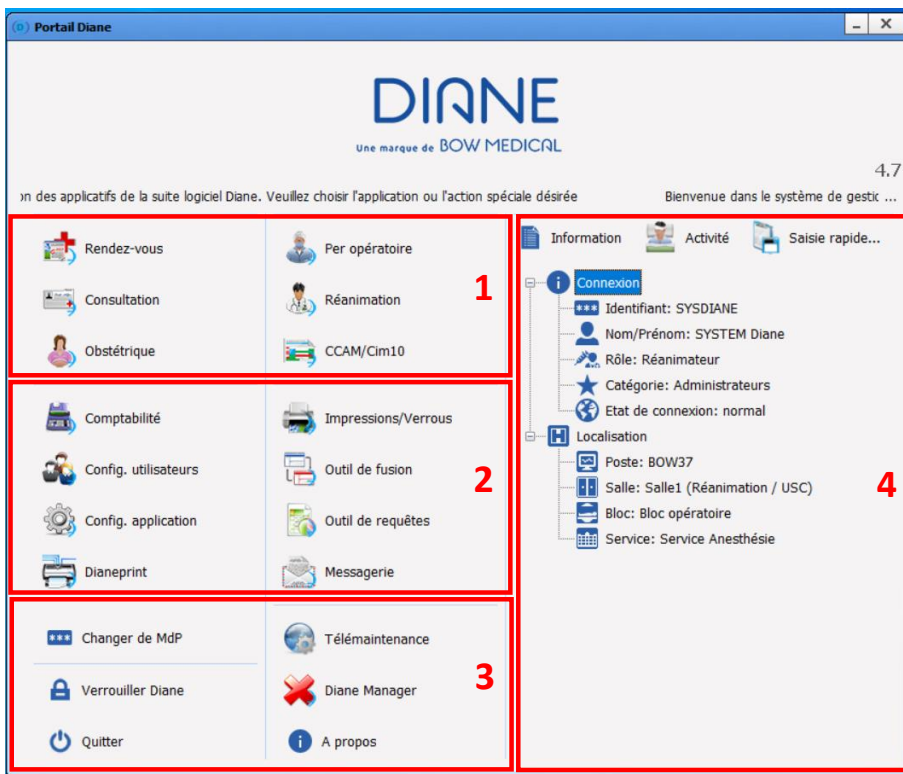 Portail Diane
DIANE
Une marque de BOW MEDICAL
4.7
on des applicatifs de la suite logiciel Diane. Veuillez choisir l'application ou l'action spéciale désirée
Bienvenue dans le système de gestic ...
Rendez-vous
Per opératoire
Consultation
Réanimation
Obstétrique
CCAM/Cim10
1
Comptabilité
Impressions/Verrous
Config. utilisateurs
Outil de fusion
Config. application
Outil de requêtes
Dianeprint
Messagerie
2
Changer de MdP
Télémaintenance
Verrouiller Diane
Diane Manager
Quitter
A propos
3
Information
Activité
Saisie rapide...
Connexion
Identifiant: SYSDIANE
Nom/Prénom: SYSTEM Diane
Rôle: Réanimateur
Catégorie: Administrateurs
Etat de connexion: normal
Localisation
Poste: BOW37
Salle: Salle1 (Réanimation / USC)
Bloc: Bloc opératoire
Service: Service Anesthésie
4